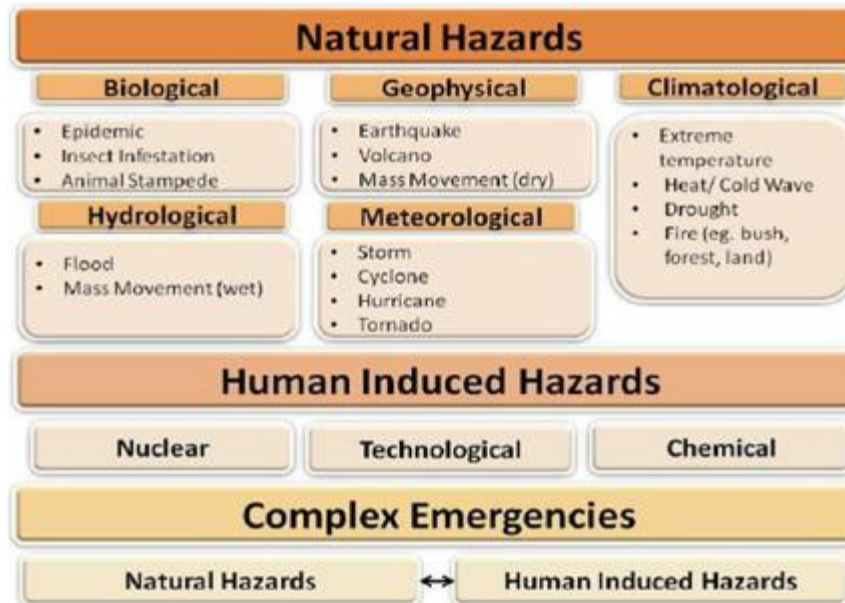 Natural Hazards
Biological
• Epidemic
• Insect Infestation
• Animal Stampede
Geophysical
• Earthquake
• Volcano
• Mass Movement (dry)
Climatological
• Extreme
temperature
• Heat/ Cold Wave
• Drought
• Fire (eg. bush,
forest, land)
Hydrological
• Flood
• Mass Movement (wet)
Meteorological
• Storm
• Cyclone
• Hurricane
• Tornado
Human Induced Hazards
Nuclear
Technological
Chemical
Complex Emergencies
Natural Hazards
Human Induced Hazards